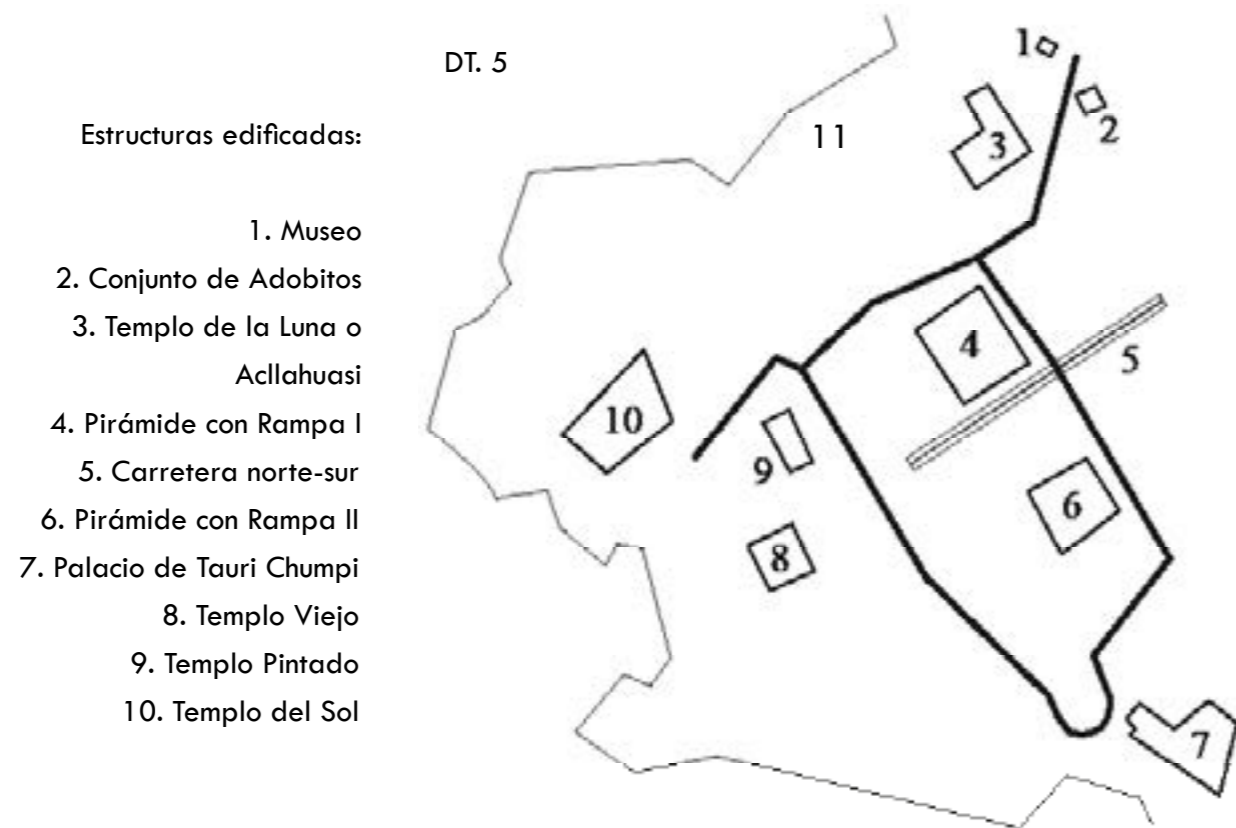 DT. 5
Estructuras edificadas:
1. Museo
2. Conjunto de Adobitos
3. Templo de la Luna o
Acllahuasi
4. Pirámide con Rampa I
5. Carretera norte-sur
6. Pirámide con Rampa II
7. Palacio de Tauri Chumpi
8. Templo Viejo
9. Templo Pintado
10. Templo del Sol
1
2
11
3
4
5
10
9
6
8
7